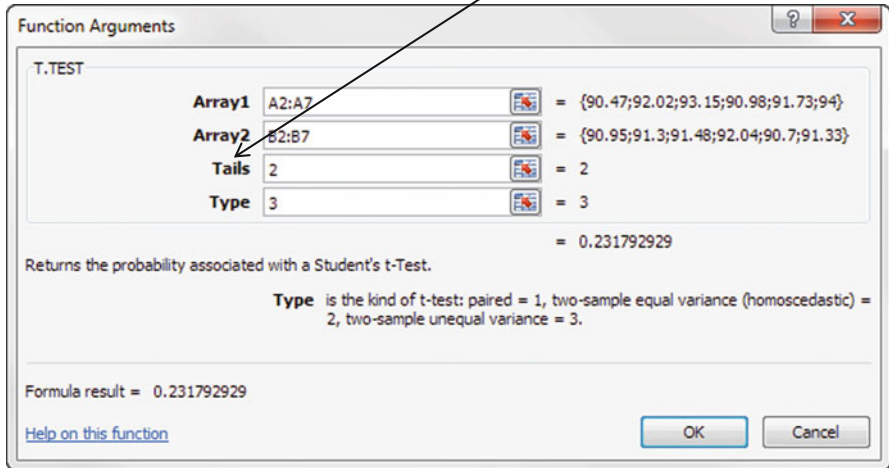 Function Arguments
T.TEST
Array1 A2:A7 = {90.47;92.02;93.15;90.98;91.73;94}
Array2 B2:B7 = {90.95;91.3;91.48;92.04;90.7;91.33}
Tails 2 = 2
Type 3 = 3
= 0.231792929
Returns the probability associated with a Student's t-Test.
Type is the kind of t-test: paired = 1, two-sample equal variance (homoscedastic) =
2, two-sample unequal variance = 3.
Formula result = 0.231792929
Help on this function OK Cancel